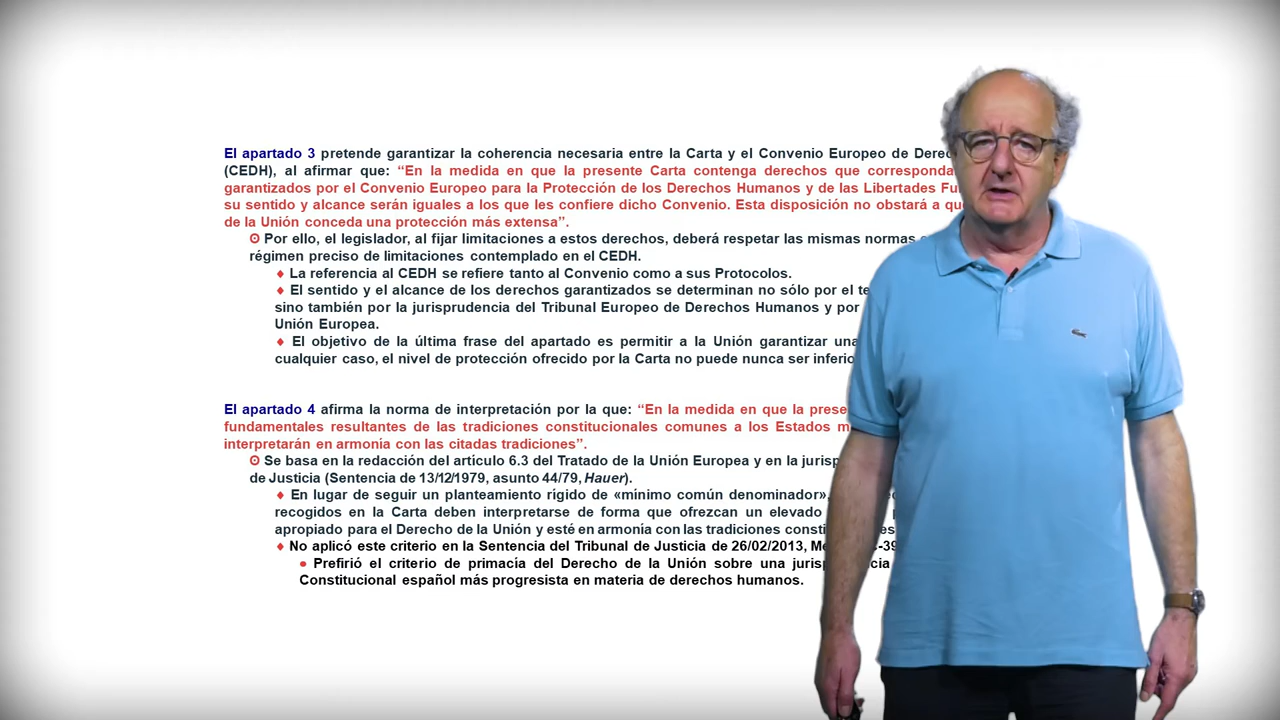 El apartado 3 pretende garantizar la coherencia necesaria entre la Carta y el Convenio Europeo de
(CEDH), al afirmar que: “En la medida en que la presente Carta contenga derechos que
garantizados por el Convenio Europeo para la Protección de los Derechos Humanos y de las Libertades
su sentido y alcance serán iguales a los que les confiere dicho Convenio. Esta disposición no obstará a
de la Unión conceda una protección más extensa”.
Por ello, el legislador, al fijar limitaciones a estos derechos, deberá respetar las mismas normas
régimen preciso de limitaciones contemplado en el CEDH.
♦ La referencia al CEDH se refiere tanto al Convenio como a sus Protocolos.
♦ El sentido y el alcance de los derechos garantizados se determinan no sólo por el
sino también por la jurisprudencia del Tribunal Europeo de Derechos Humanos y por
Unión Europea.
♦ El objetivo de la última frase del apartado es permitir a la Unión garantizar
cualquier caso, el nivel de protección ofrecido por la Carta no puede nunca ser
El apartado 4 afirma la norma de interpretación por la que: “En la medida en que la
fundamentales resultantes de las tradiciones constitucionales comunes a los Estados
interpretarán en armonía con las citadas tradiciones”.
Se basa en la redacción del artículo 6.3 del Tratado de la Unión Europea y en la
de Justicia (Sentencia de 13/12/1979, asunto 44/79, Hauer).
♦ En lugar de seguir un planteamiento rígido de «mínimo común denominador»,
recogidos en la Carta deben interpretarse de forma que ofrezcan un elevado
apropiado para el Derecho de la Unión y esté en armonía con las tradiciones
♦ No aplicó este criterio en la Sentencia del Tribunal de Justicia de 26/02/2013,
● Prefirió el criterio de primacía del Derecho de la Unión sobre una
Constitucional español más progresista en materia de derechos humanos.